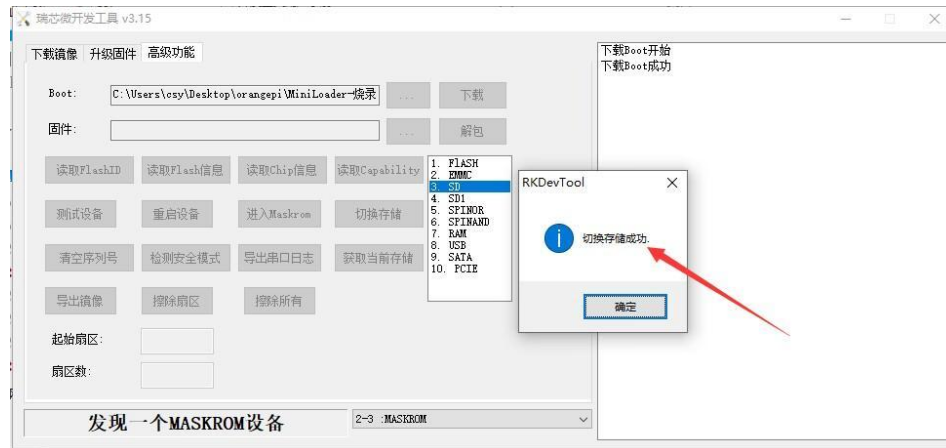 瑞芯微开发工具 v3.15
下载镜像 升级固件 高级功能
Boot: C:\Users\csy\Desktop\orangepi\MiniLoader-烧录 ... 下载
固件: ... 解包
读取FlashID 读取Flash信息 读取Chip信息 读取Capability
测试设备 重启设备 进入Maskrom 切换存储
清空序列号 检测安全模式 导出串口日志 获取当前存储
导出镜像 擦除扇区 擦除所有
起始扇区:
扇区数:
1. FlASH
2. EMMC
3. SD
4. SD1
5. SPINOR
6. SPINAND
7. RAM
8. USB
9. SATA
10. PCIE
发现一个MASKROM设备 2-3 :MASKROM
下载Boot开始
下载Boot成功
RKDevTool
切换存储成功.
确定